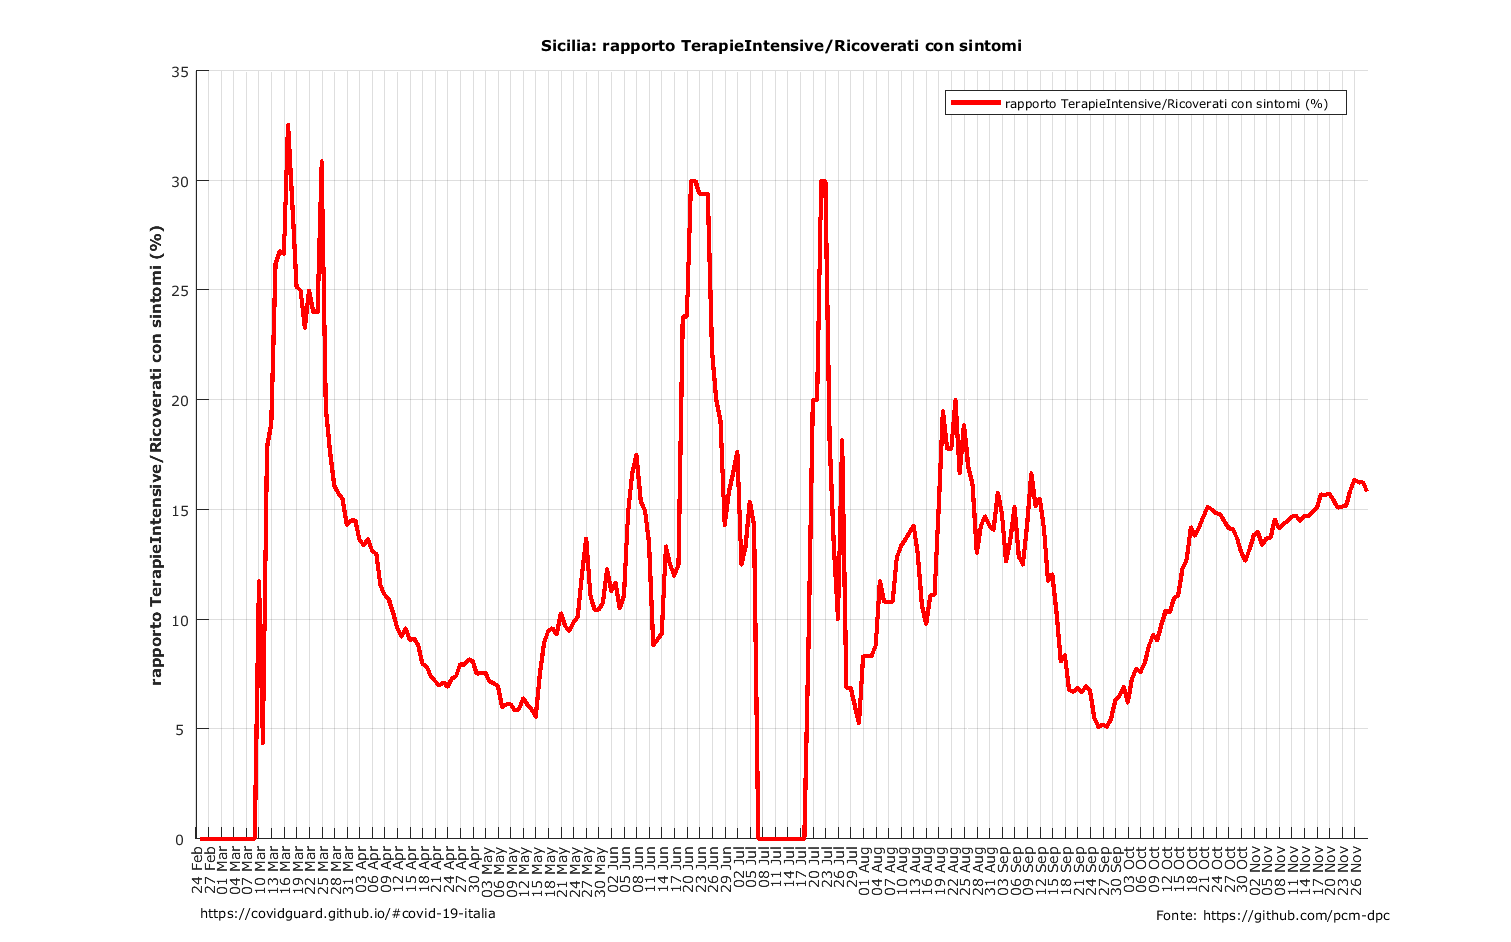 Sicilia: rapporto TerapieIntensive/Ricoverati con sintomi
rapporto TerapieIntensive/Ricoverati con sintomi (%)
rapporto TerapieIntensive/Ricoverati con sintomi (%)
35
30
25
20
15
10
5
0
24 Feb
27 Feb
01 Mar
04 Mar
07 Mar
10 Mar
13 Mar
16 Mar
19 Mar
22 Mar
25 Mar
28 Mar
31 Mar
03 Apr
06 Apr
09 Apr
12 Apr
15 Apr
18 Apr
21 Apr
24 Apr
27 Apr
30 Apr
03 May
06 May
09 May
12 May
15 May
18 May
21 May
24 May
27 May
30 May
02 Jun
05 Jun
08 Jun
11 Jun
14 Jun
17 Jun
20 Jun
23 Jun
26 Jun
29 Jun
02 Jul
05 Jul
08 Jul
11 Jul
14 Jul
17 Jul
20 Jul
23 Jul
26 Jul
29 Jul
01 Aug
04 Aug
07 Aug
10 Aug
13 Aug
16 Aug
19 Aug
22 Aug
25 Aug
28 Aug
31 Aug
03 Sep
06 Sep
09 Sep
12 Sep
15 Sep
18 Sep
21 Sep
24 Sep
27 Sep
30 Sep
03 Oct
06 Oct
09 Oct
12 Oct
15 Oct
18 Oct
21 Oct
24 Oct
27 Oct
30 Oct
02 Nov
05 Nov
08 Nov
11 Nov
14 Nov
17 Nov
20 Nov
23 Nov
26 Nov
https://covidguard.github.io/#covid-19-italia
Fonte: https://github.com/pcm-dpc